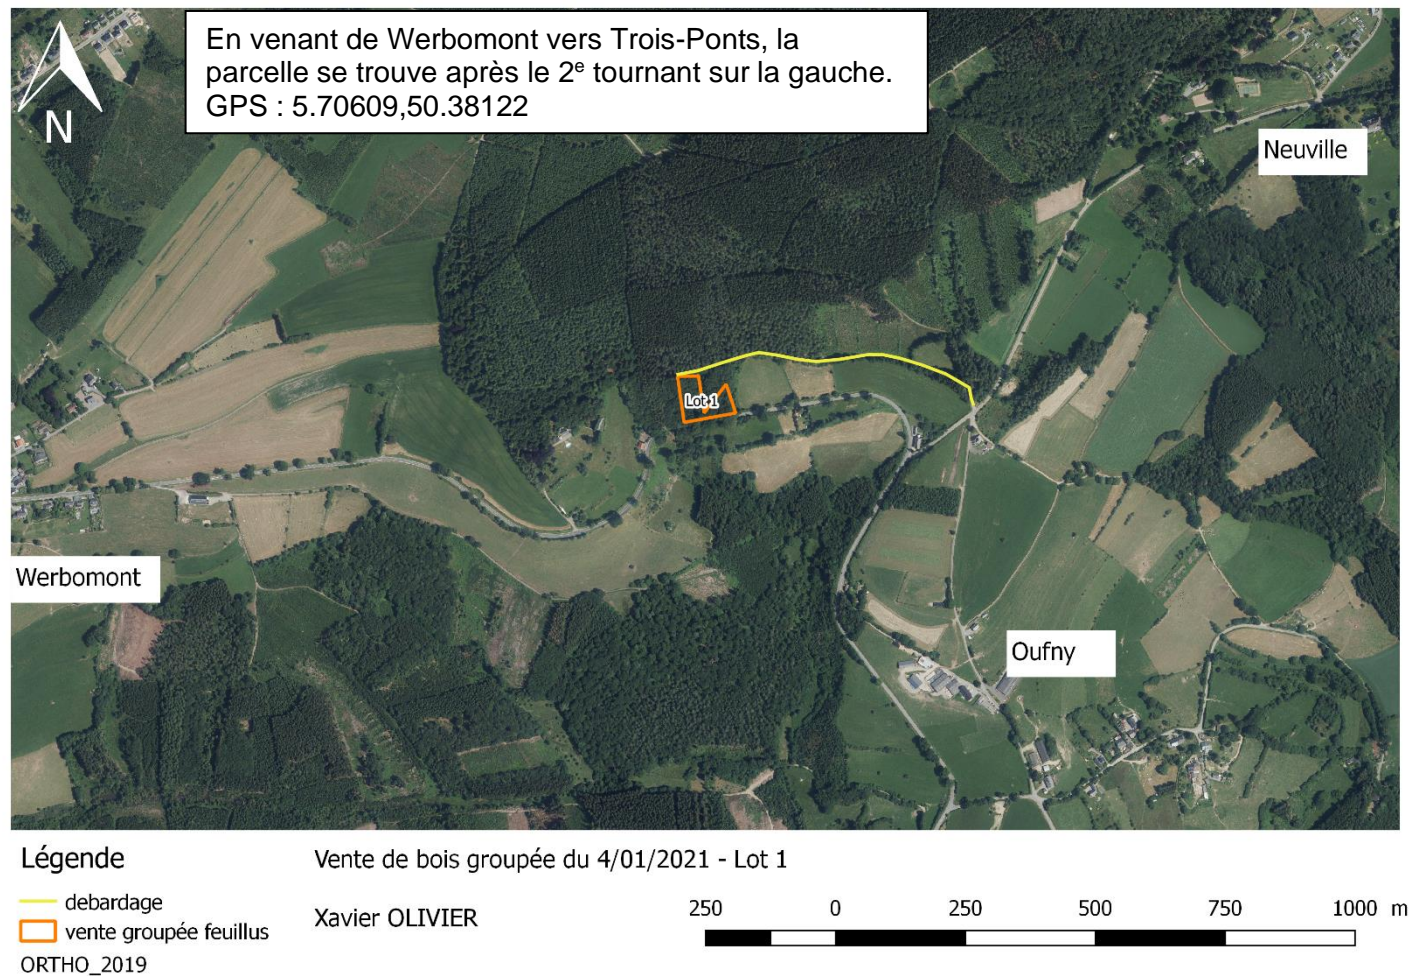 En venant de Werbomont vers Trois-Ponts, la
parcelle se trouve après le 2e tournant sur la gauche.
GPS : 5.70609,50.38122
N
Neuville
Lot 1
Werbomont
Oufny
Légende
debardage
vente groupée feuillus
ORTHO_2019
Vente de bois groupée du 4/01/2021 - Lot 1
Xavier OLIVIER
250 0 250 500 750 1000 m